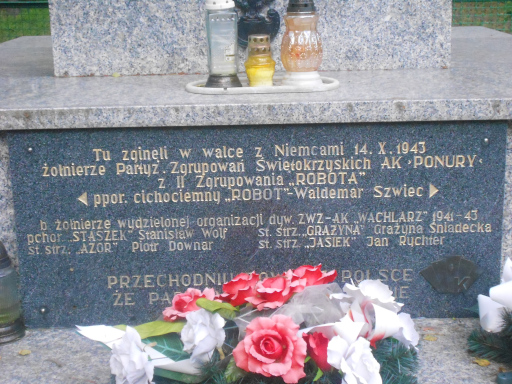 Tu zginęli w walce z Niemcami 14. X. 1943
żołnierze Partyz. Zgrupowań Świętokrzyskich AK ›PONURY‹
z II Zgrupowania „ROBOTA”
ppor. cichociemny „ROBOT”-Waldemar Szwiec
b. żołnierze wydzielonej organizacji dyw. ZWZ-AK „WACHLARZ” 1941-43
pchor. „STASZEK” Stanisław Wolf st. strz. „GRAŻYNA” Grażyna Śniadecka
st. strz. „AZOR” Piotr Downar st. strz. „JASIEK” Jan Rychter
PRZECHODNIU POLSCE
ŻE